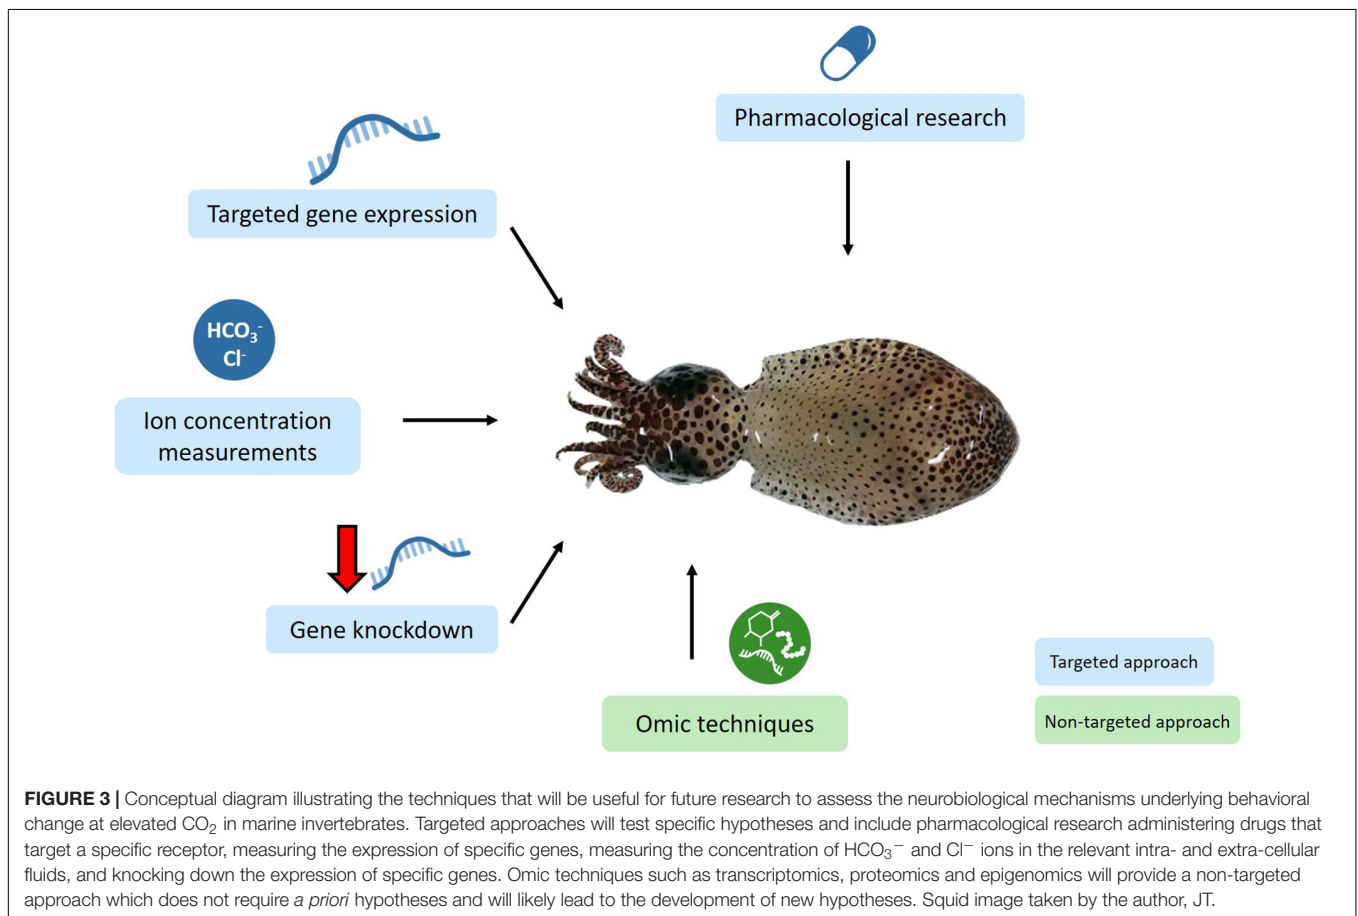 Pharmacological research
Targeted gene expression
HCO₃⁻
Cl⁻
Ion concentration
measurements
Gene knockdown
Omic techniques
Targeted approach
Non-targeted approach
FIGURE 3 | Conceptual diagram illustrating the techniques that will be useful for future research to assess the neurobiological mechanisms underlying behavioral
change at elevated CO₂ in marine invertebrates. Targeted approaches will test specific hypotheses and include pharmacological research administering drugs that
target a specific receptor, measuring the expression of specific genes, measuring the concentration of HCO₃⁻ and Cl⁻ ions in the relevant intra- and extra-cellular
fluids, and knocking down the expression of specific genes. Omic techniques such as transcriptomics, proteomics and epigenomics will provide a non-targeted
approach which does not require a priori hypotheses and will likely lead to the development of new hypotheses. Squid image taken by the author, JT.